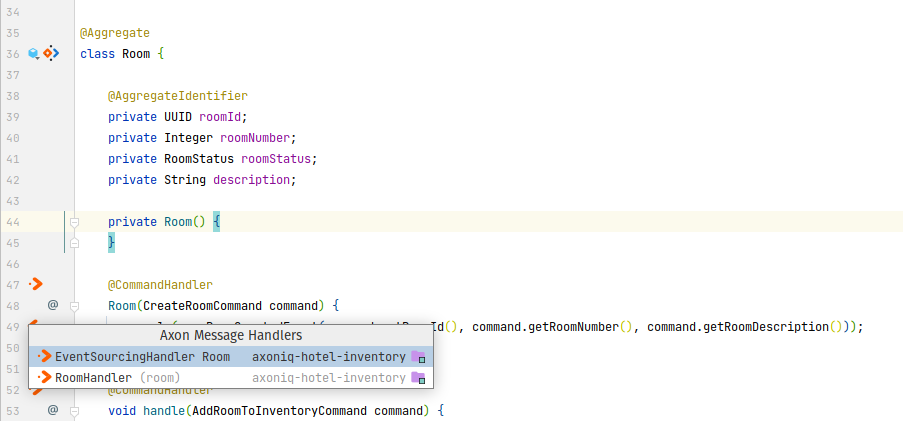 34
35 @Aggregate
36 class Room {
37
38 @AggregateIdentifier
39 private UUID roomId;
40 private Integer roomNumber;
41 private RoomStatus roomStatus;
42 private String description;
43
44 private Room() {
45 }
46
47 @CommandHandler
48 @ Room(CreateRoomCommand command) {
49 Id(), command.getRoomNumber(), command.getRoomDescription()));
Axon Message Handlers
50
EventSourcingHandler Room axoniq-hotel-inventory
51
RoomHandler (room) axoniq-hotel-inventory
52 @CommandHandler
53 @ void handle(AddRoomToInventoryCommand command) {